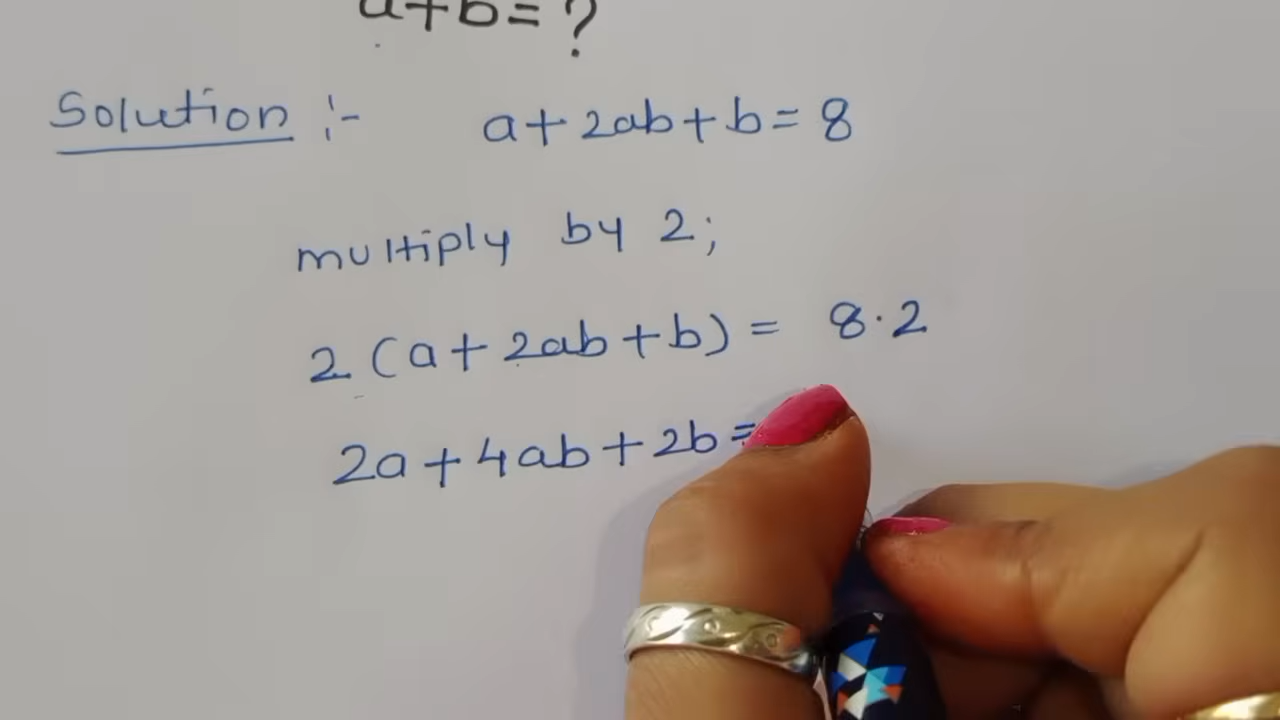 a+b=?
Solution :- a+2ab+b=8
multiply by 2;
2(a+2ab+b) = 8·2
2a+4ab+2b=